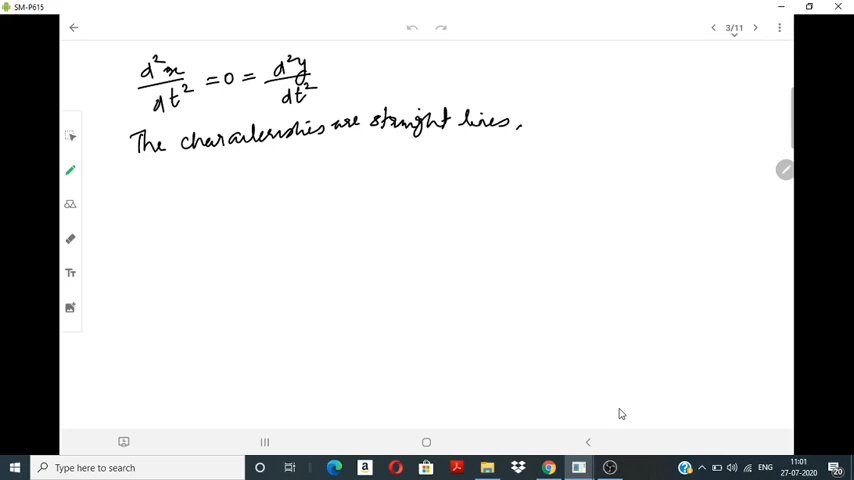 SM-P615
3/11
d²x/dt² = 0 = d²y/dt²
The characteristics are straight lines.
Tт
Type here to search
ENG
11:01
27-07-2020
20